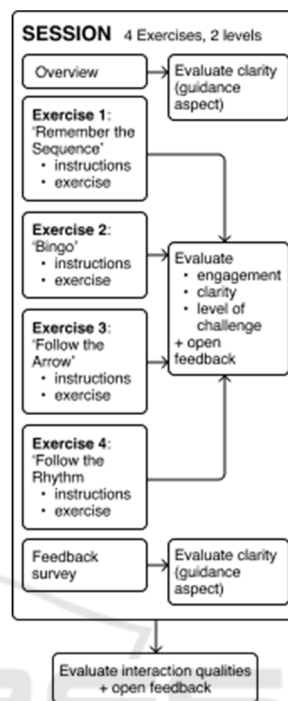 SESSION 4 Exercises, 2 levels
Overview
Evaluate clarity
(guidance
aspect)
Exercise 1:
'Remember the
Sequence'
• instructions
• exercise
Exercise 2:
'Bingo'
• instructions
• exercise
Evaluate
• engagement
• clarity
• level of
challenge
+ open
feedback
Exercise 3:
'Follow the
Arrow'
• instructions
• exercise
Exercise 4:
'Follow the
Rhythm
• instructions
• exercise
Feedback
survey
Evaluate clarity
(guidance
aspect)
Evaluate interaction qualities
+ open feedback